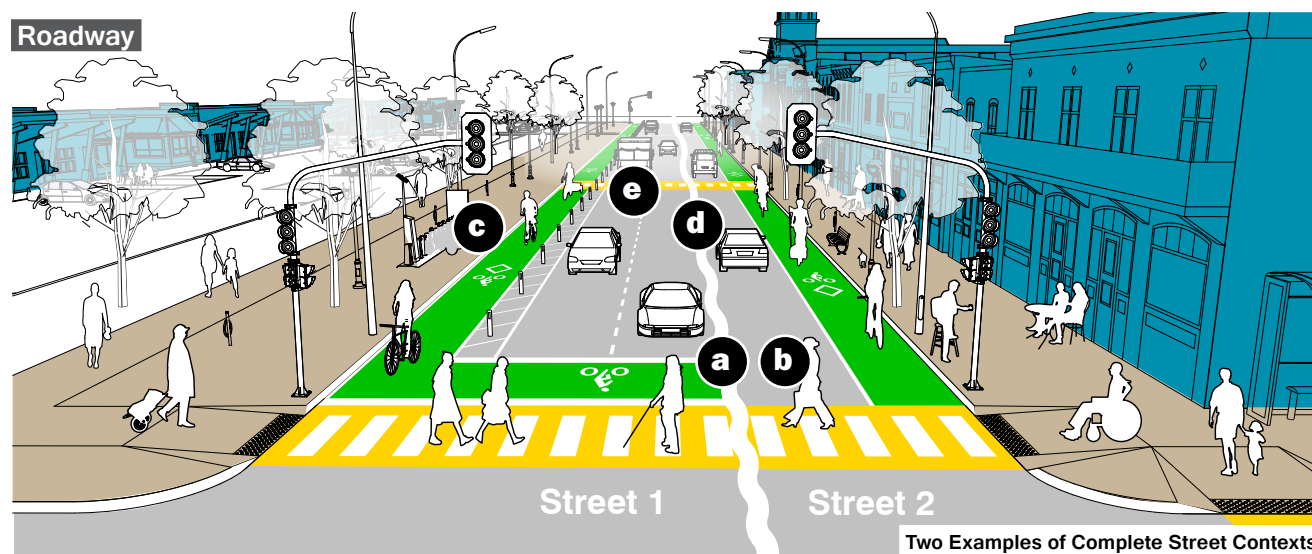 Roadway
e
c
d
a
b
Street 1
Street 2
Two Examples of Complete Street Contexts